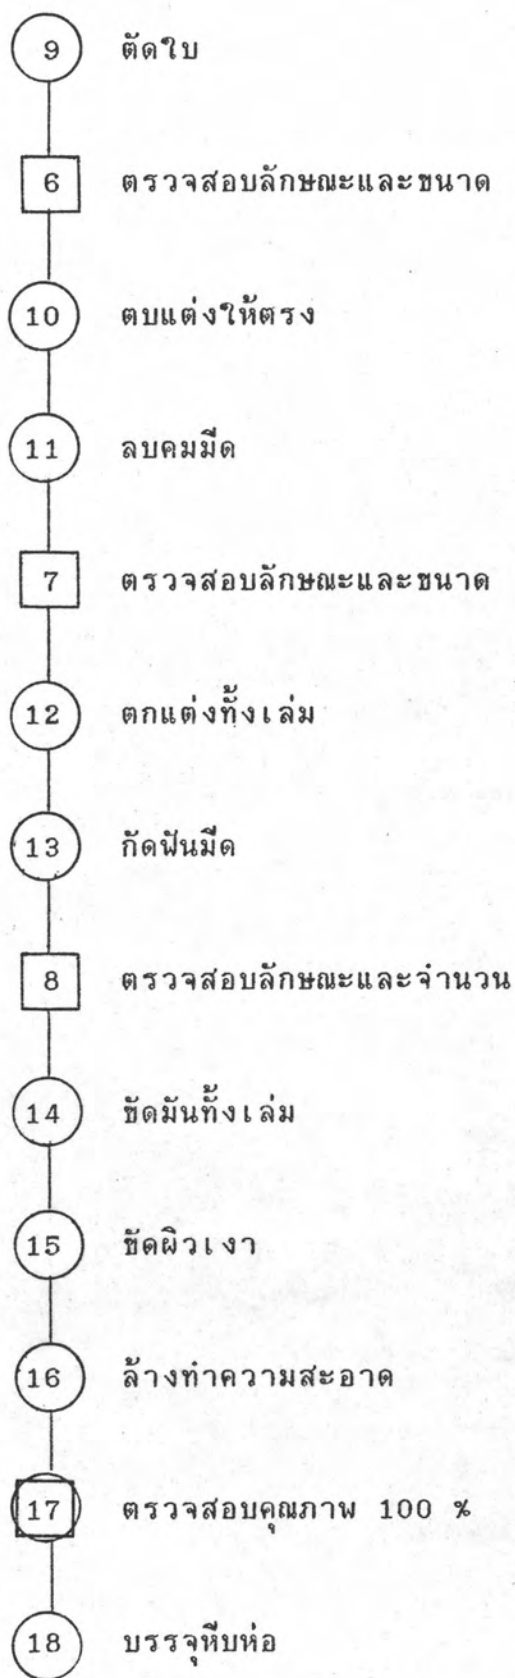 9 ตัดใบ
6 ตรวจสอบลักษณะและขนาด
10 ตบแต่งให้ตรง
11 ลบคมมีด
7 ตรวจสอบลักษณะและขนาด
12 ตกแต่งทั้งเล่ม
13 กัดฟันมีด
8 ตรวจสอบลักษณะและจำนวน
14 ขัดมันทั้งเล่ม
15 ขัดผิวเงา
16 ล้างทำความสะอาด
17 ตรวจสอบคุณภาพ 100 %
18 บรรจุหีบห่อ